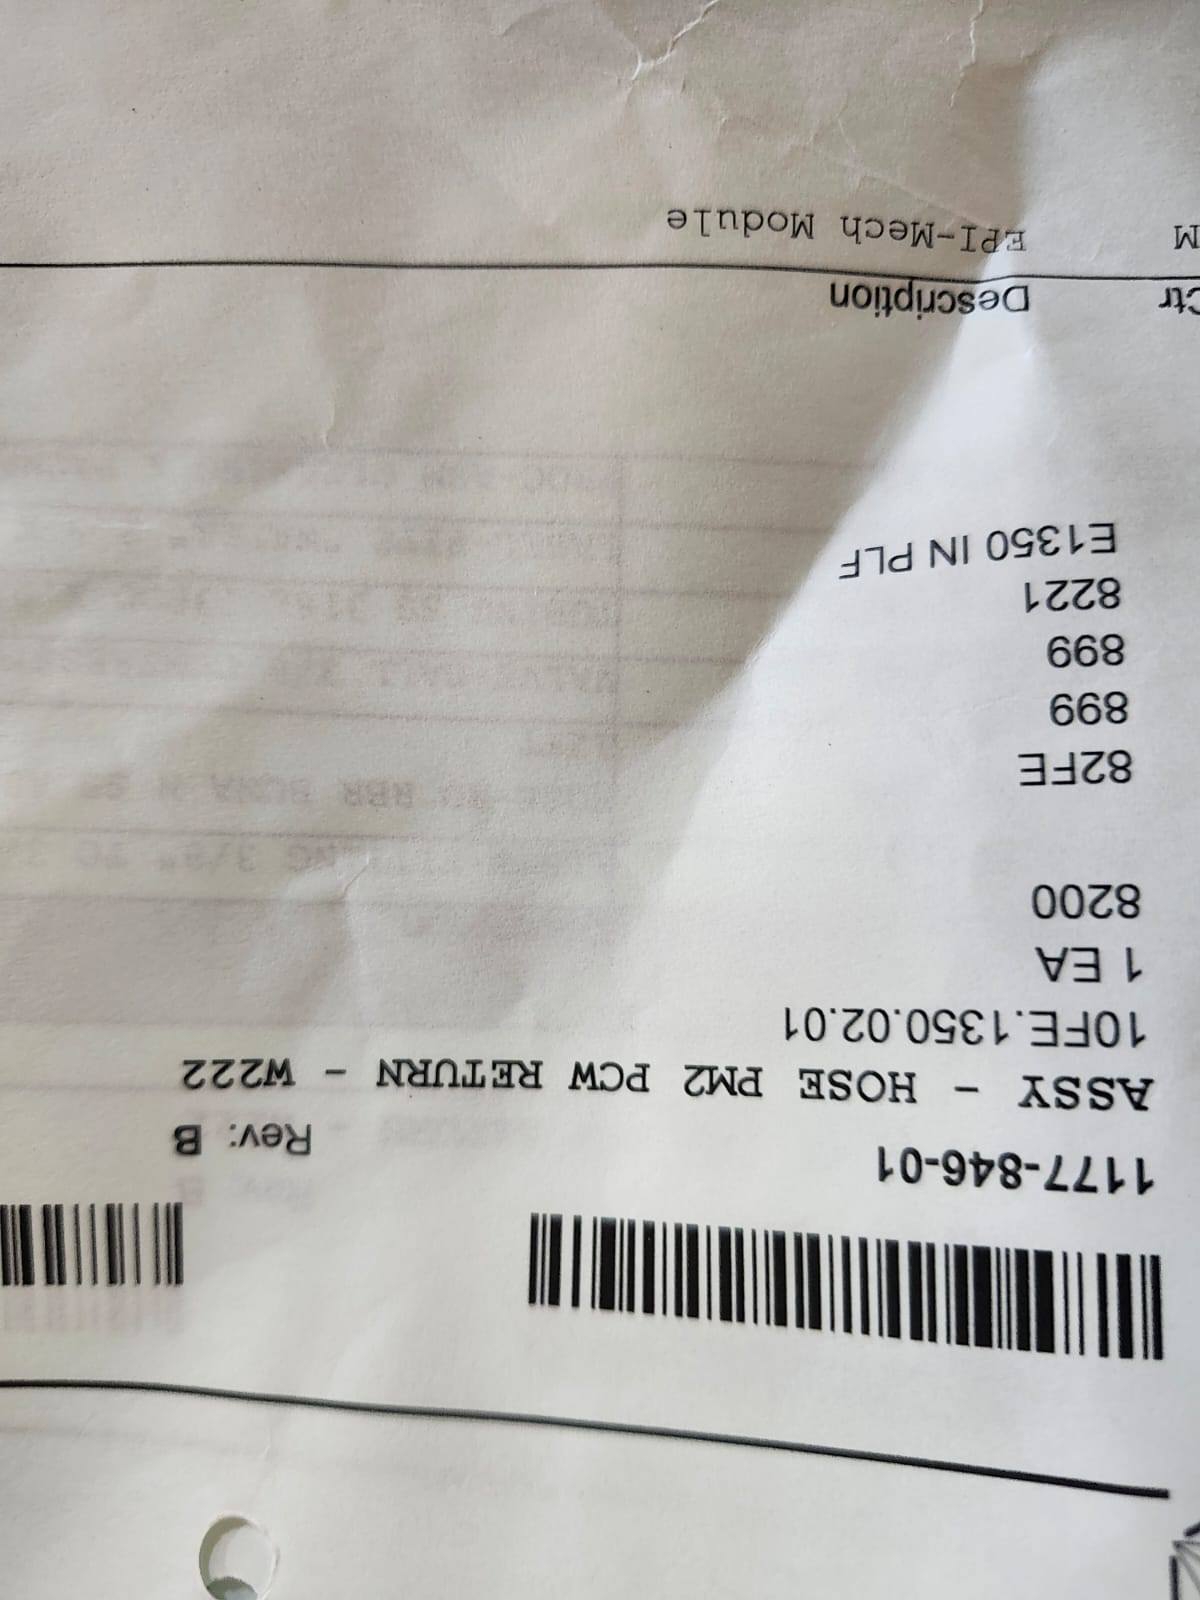 1177-846-01 Rev: B
ASSY - HOSE PM2 PCW RETURN - W222
10FE.1350.02.01
1 EA
8200
82FE
899
899
8221
E1350 IN PLF
Ctr Description
M EPI-Mech Module